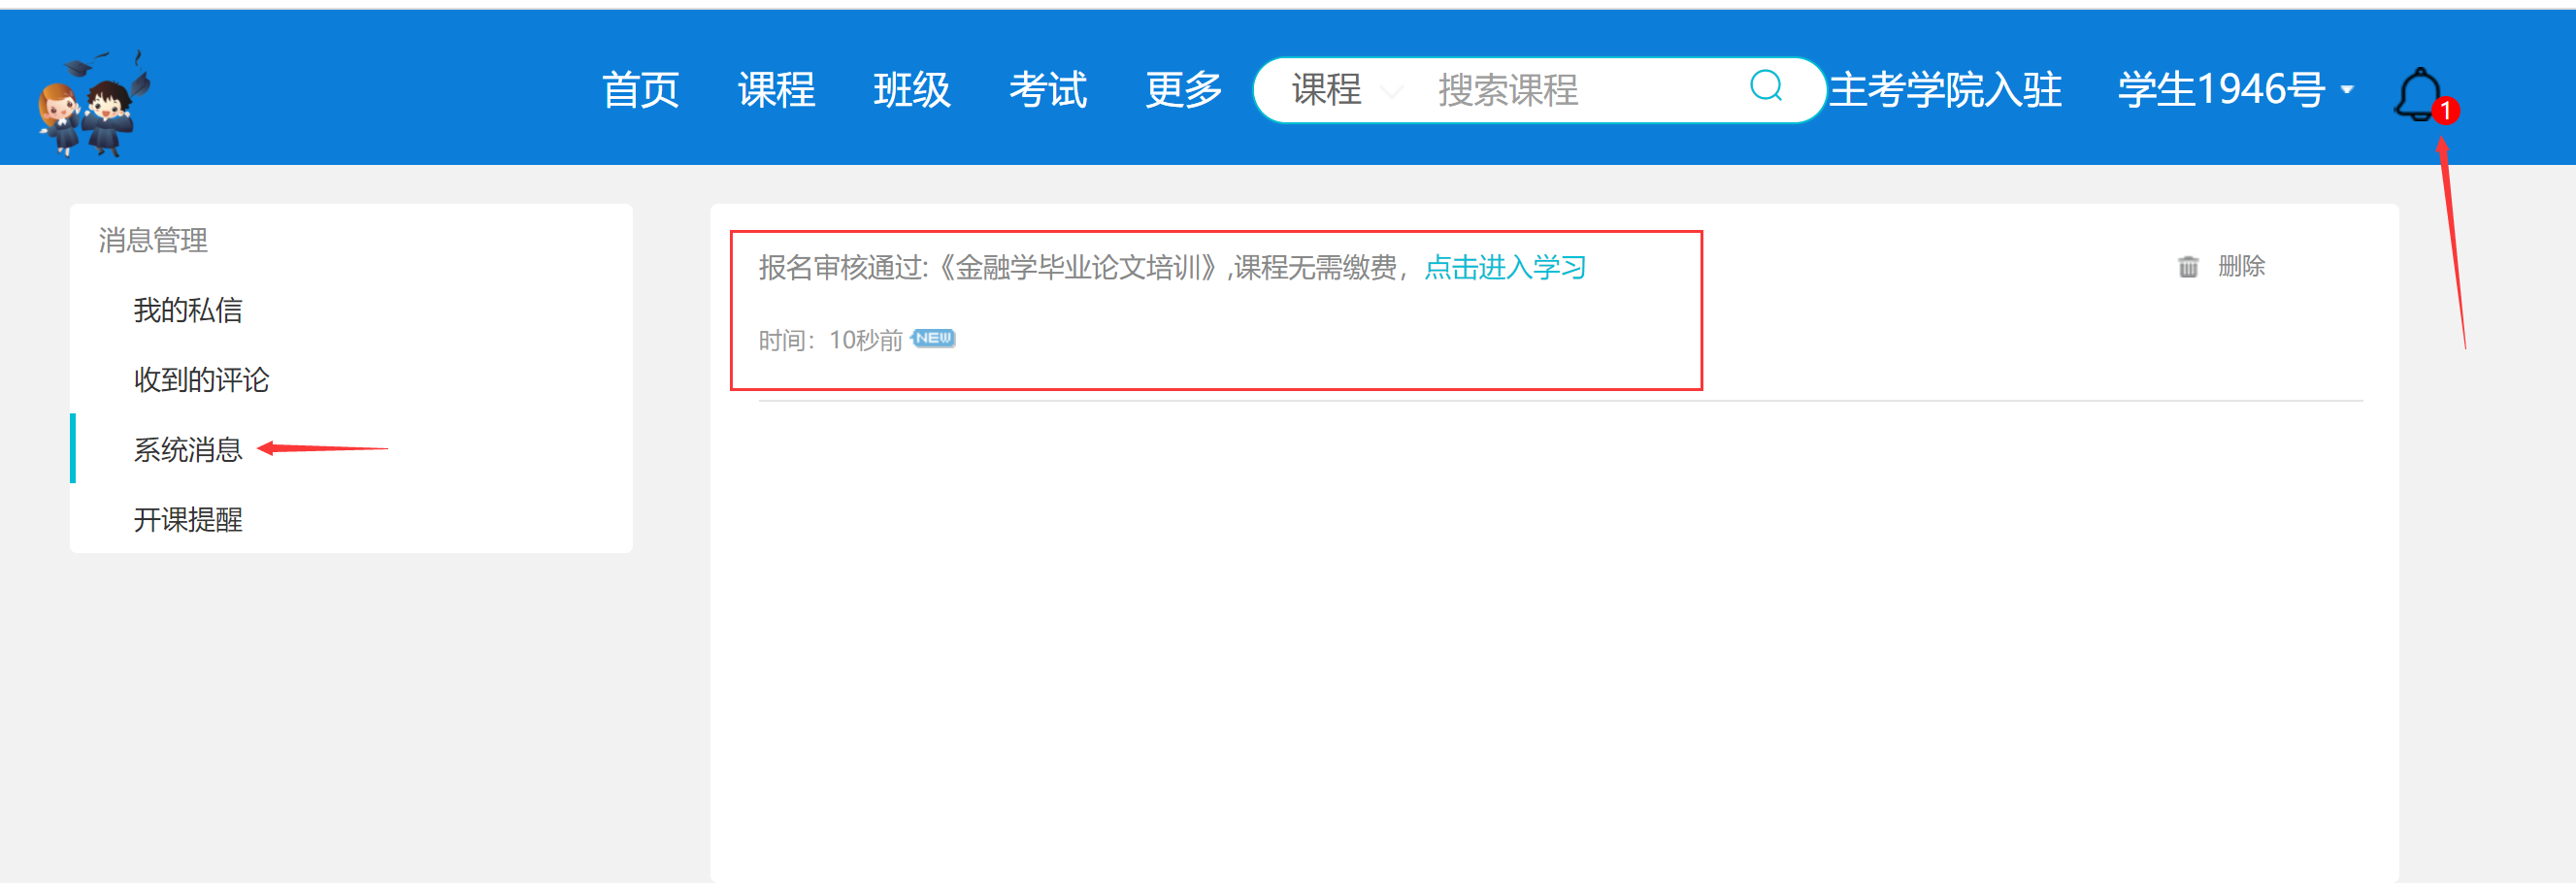 首页 课程 班级 考试 更多 课程 搜索课程 主考学院入驻 学生1946号 1
消息管理
我的私信
收到的评论
系统消息
开课提醒
报名审核通过:《金融学毕业论文培训》,课程无需缴费，点击进入学习 删除
时间：10秒前 NEW